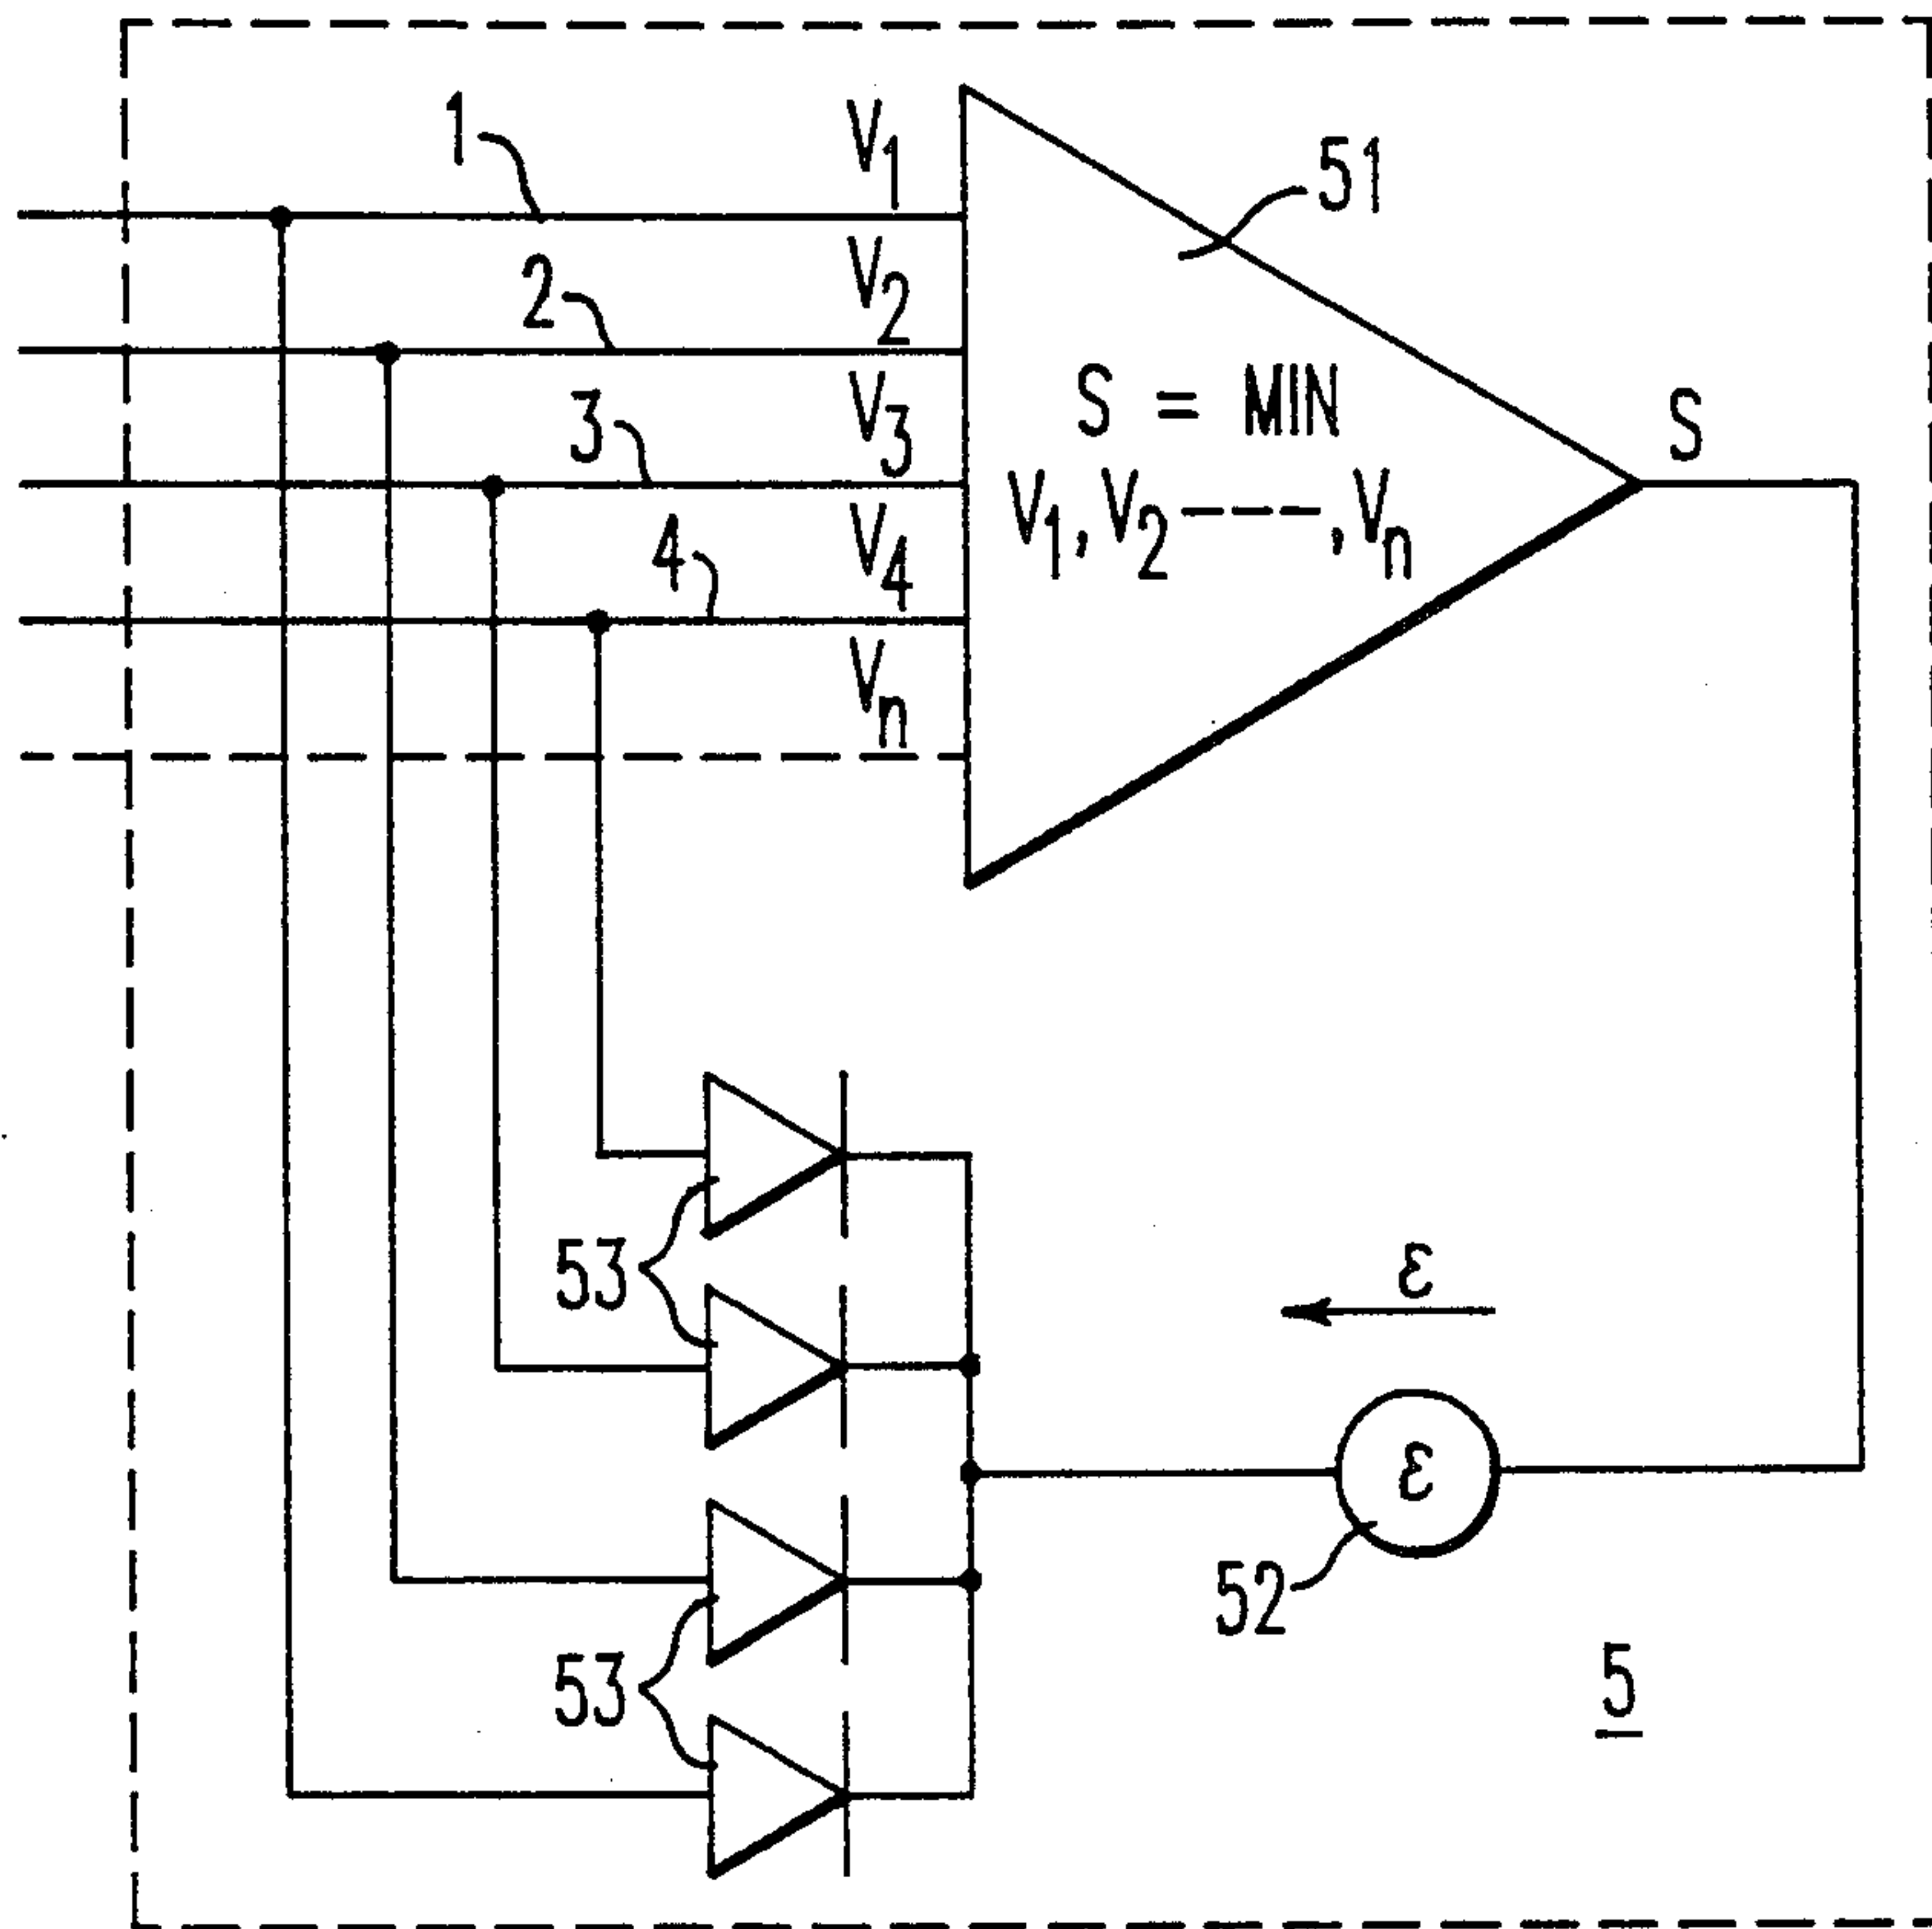 1
V1
51
2
V2
3
V3
S = MIN
S
V1,V2----,Vn
4
V4
Vn
53
ε
ε
52
53
5